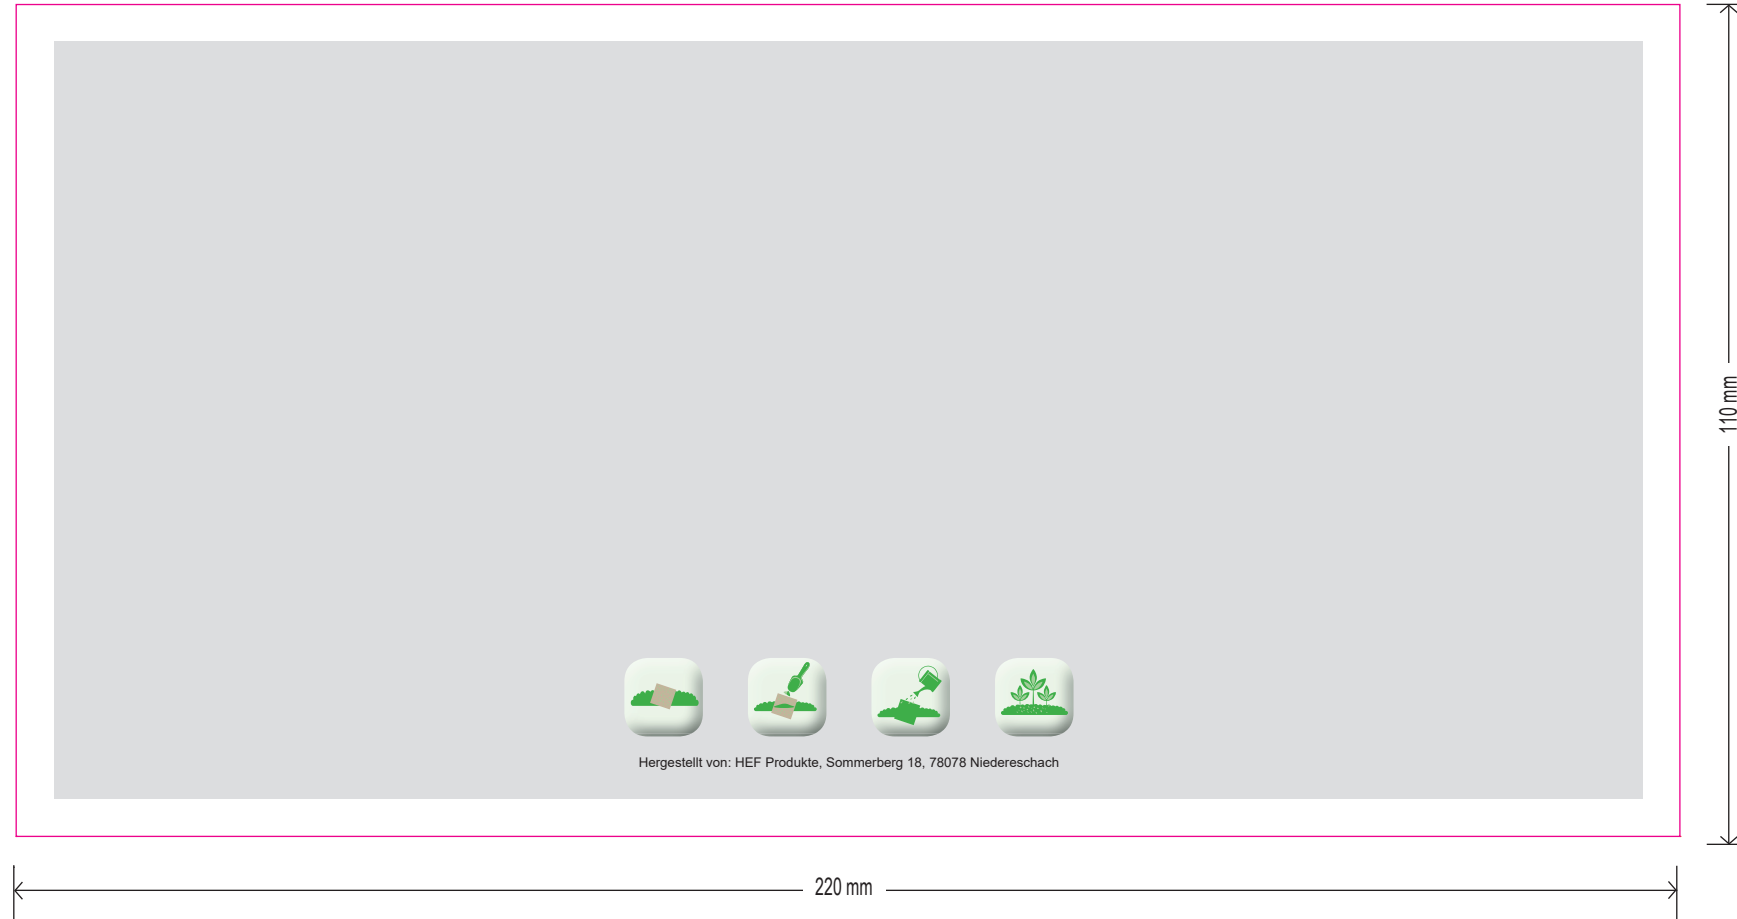 110 mm
Hergestellt von: HEF Produkte, Sommerberg 18, 78078 Niedereschach
220 mm